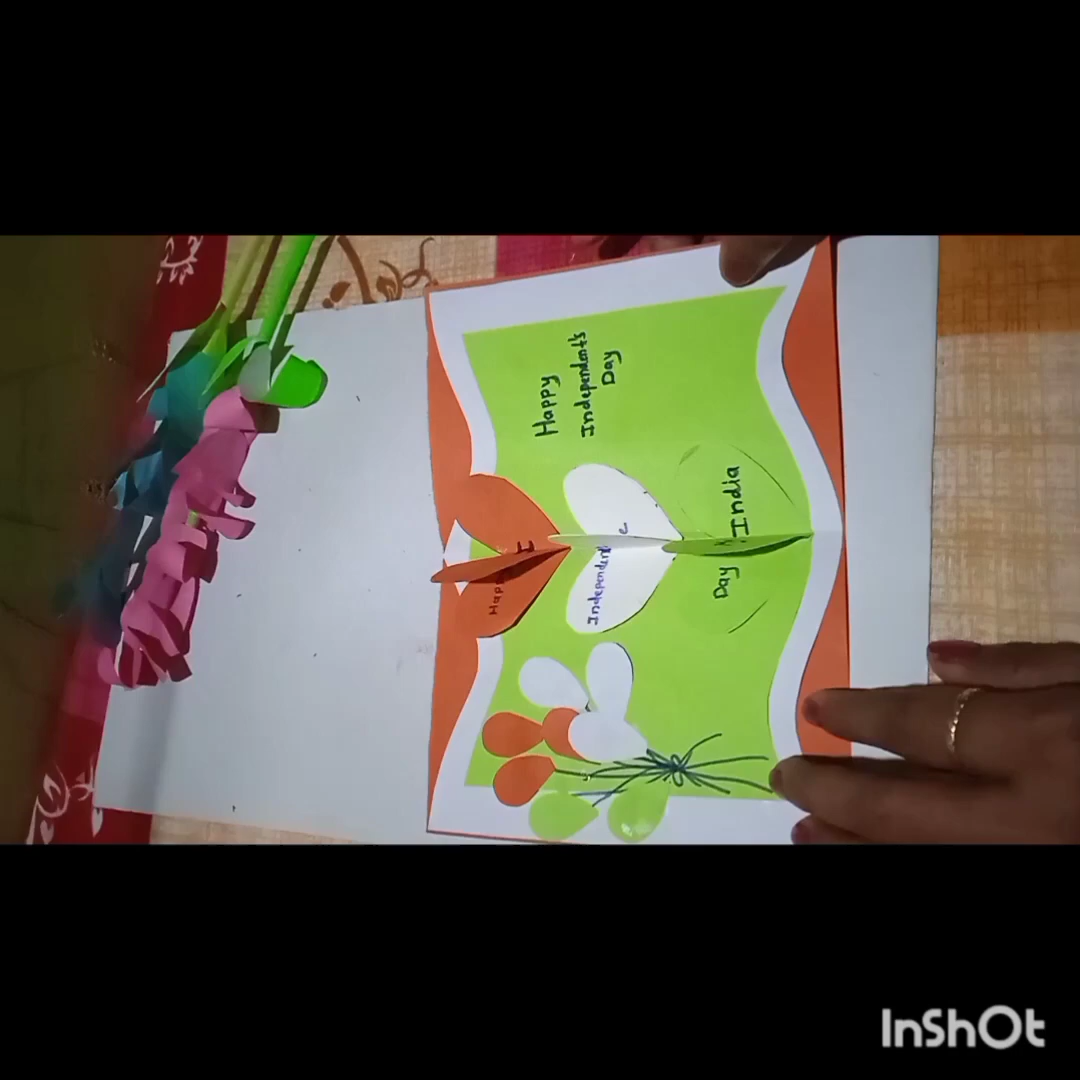 Happy
Independent's
Day
Independent
Day
India
InShOt